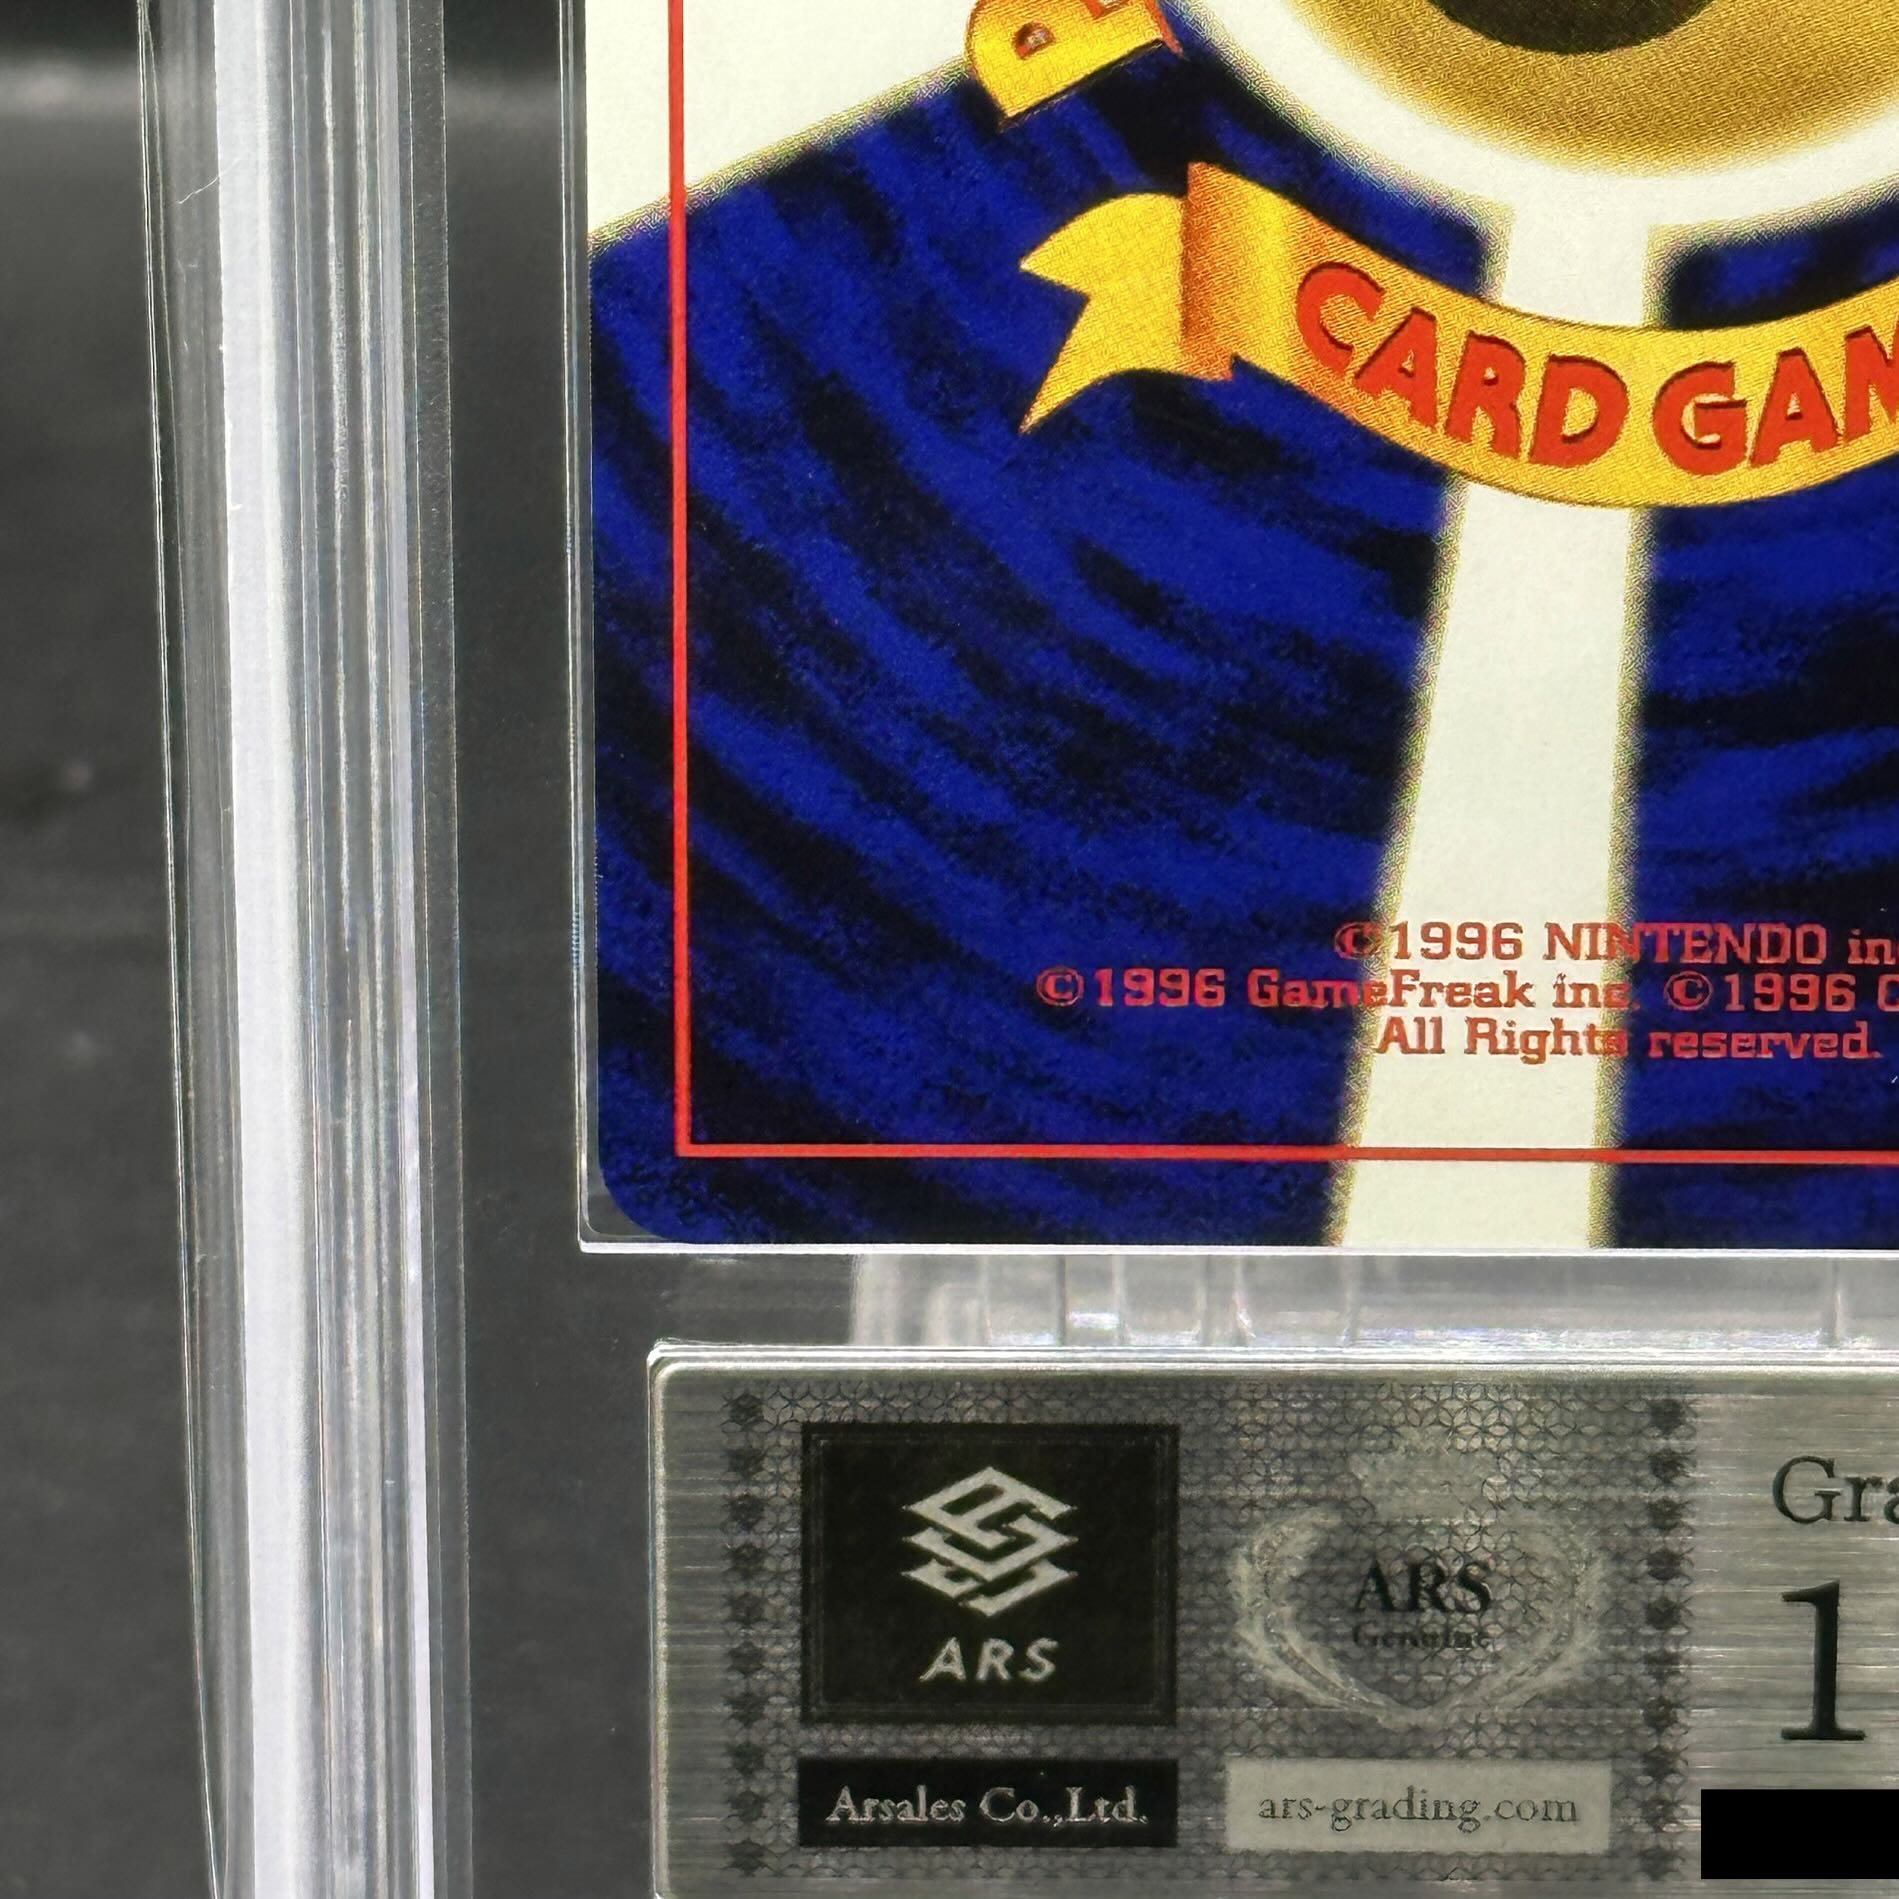 CARD GAM
©1996 NINTENDO in
©1996 GameFreak inc. ©1996 C
All Rights reserved.
ARS
ARS
Genuine
Gra
1
Arsales Co.,Ltd.
ars-grading.com